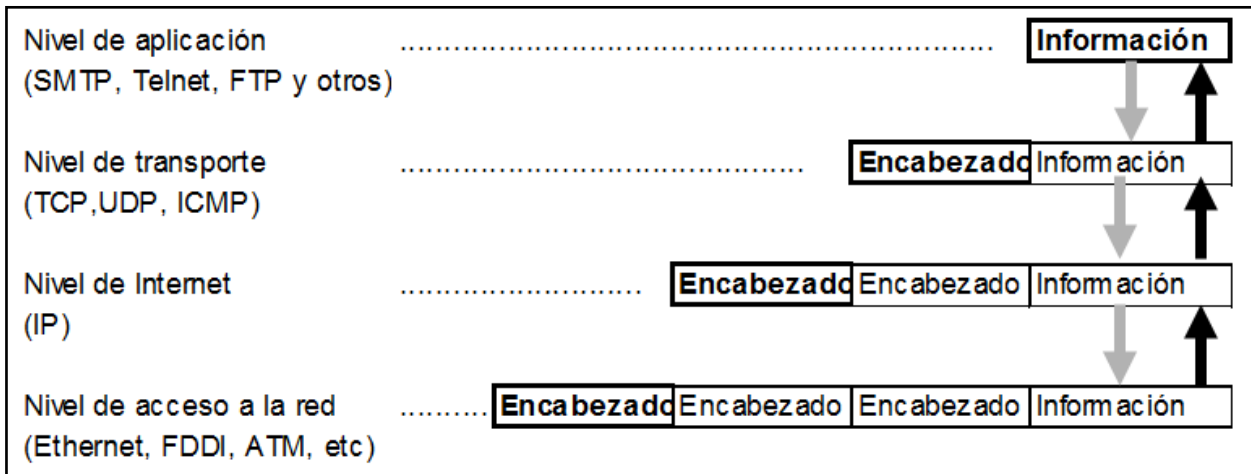 Nivel de aplicación ................................................................ Información
(SMTP, Telnet, FTP y otros)
Nivel de transporte ............................................ Encabezado Información
(TCP,UDP, ICMP)
Nivel de Internet .......................... Encabezado Encabezado Información
(IP)
Nivel de acceso a la red .......... Encabezado Encabezado Encabezado Información
(Ethernet, FDDI, ATM, etc)